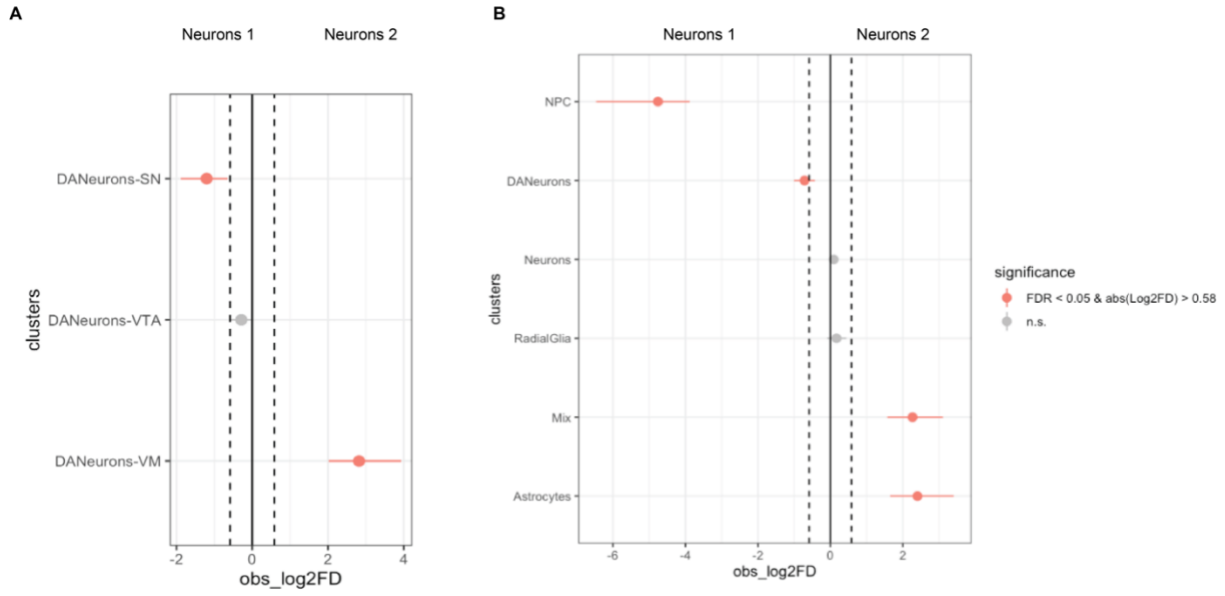 A
Neurons 1 Neurons 2
clusters
DANeurons-SN
DANeurons-VTA
DANeurons-VM
-2 0 2 4
obs_log2FD
B
Neurons 1 Neurons 2
clusters
NPC
DANeurons
Neurons
RadialGlia
Mix
Astrocytes
-6 -4 -2 0 2
obs_log2FD
significance
FDR < 0.05 & abs(Log2FD) > 0.58
n.s.